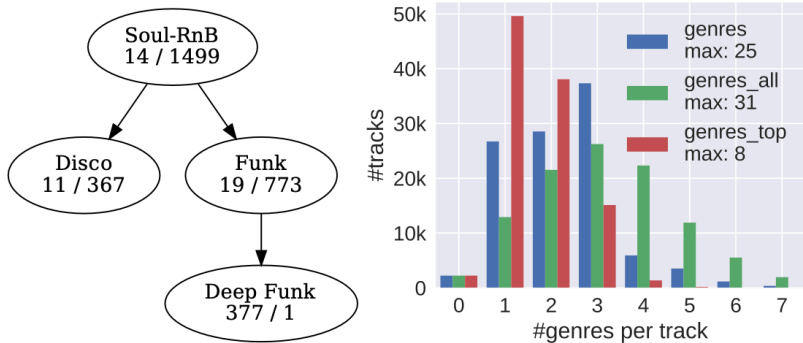 Soul-RnB
14 / 1499
Disco
11 / 367
Funk
19 / 773
Deep Funk
377 / 1
50k
40k
30k
20k
10k
0
#tracks
genres
max: 25
genres_all
max: 31
genres_top
max: 8
0 1 2 3 4 5 6 7
#genres per track